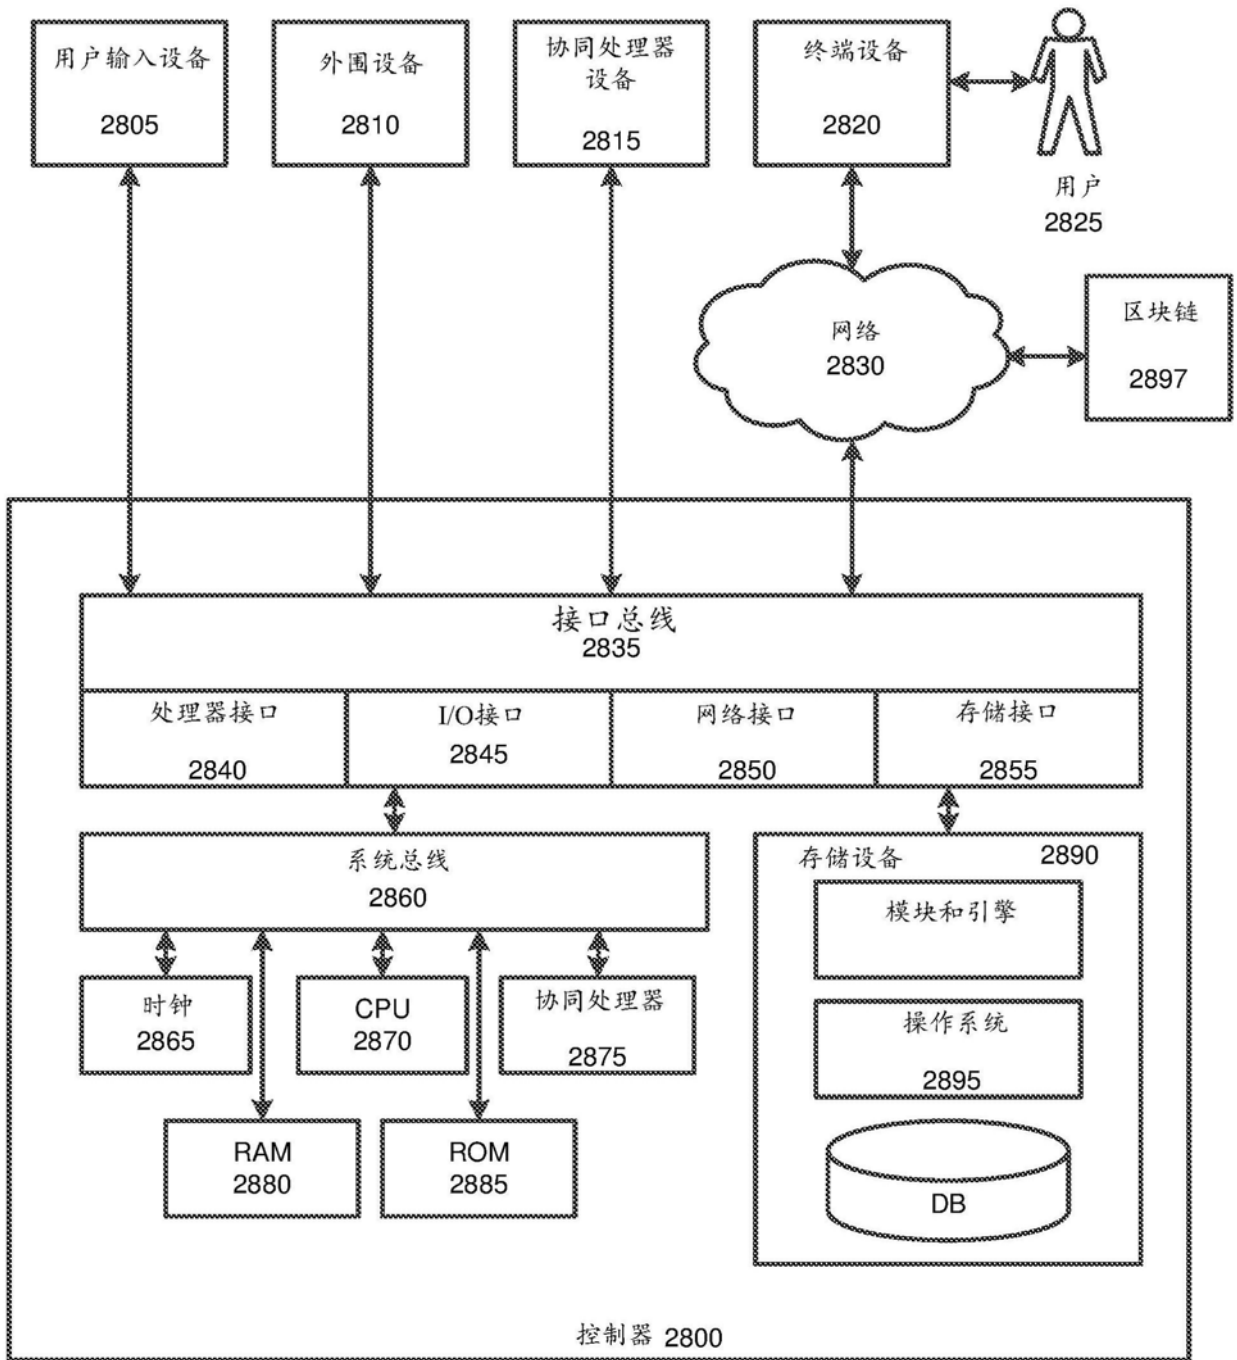 用户输入设备
2805
外围设备
2810
协同处理器
设备
2815
终端设备
2820
用户
2825
网络
2830
区块链
2897
接口总线
2835
处理器接口
2840
I/O接口
2845
网络接口
2850
存储接口
2855
系统总线
2860
存储设备 2890
模块和引擎
时钟
2865
CPU
2870
协同处理器
2875
操作系统
2895
RAM
2880
ROM
2885
DB
控制器 2800